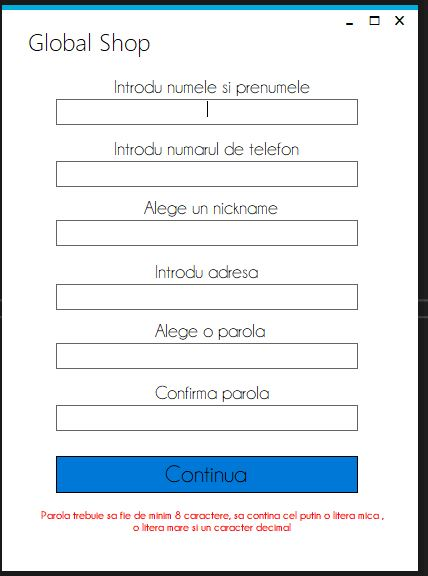 Global Shop
Introdu numele si prenumele
Introdu numarul de telefon
Alege un nickname
Introdu adresa
Alege o parola
Confirma parola
Continua
Parola trebuie sa fie de minim 8 caractere, sa contina cel putin o litera mica ,
o litera mare si un caracter decimal